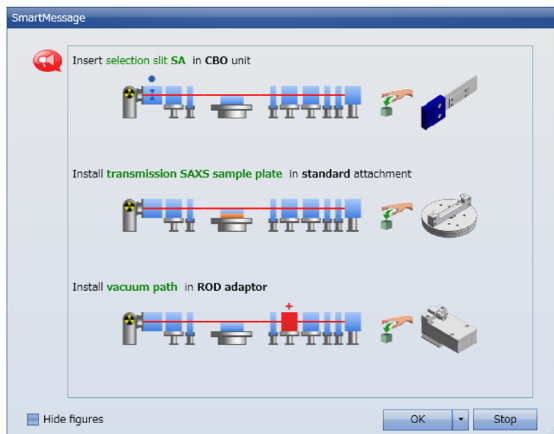 SmartMessage
Insert selection slit SA in CBO unit
Install transmission SAXS sample plate in standard attachment
Install vacuum path in ROD adaptor
+
Hide figures
OK
Stop